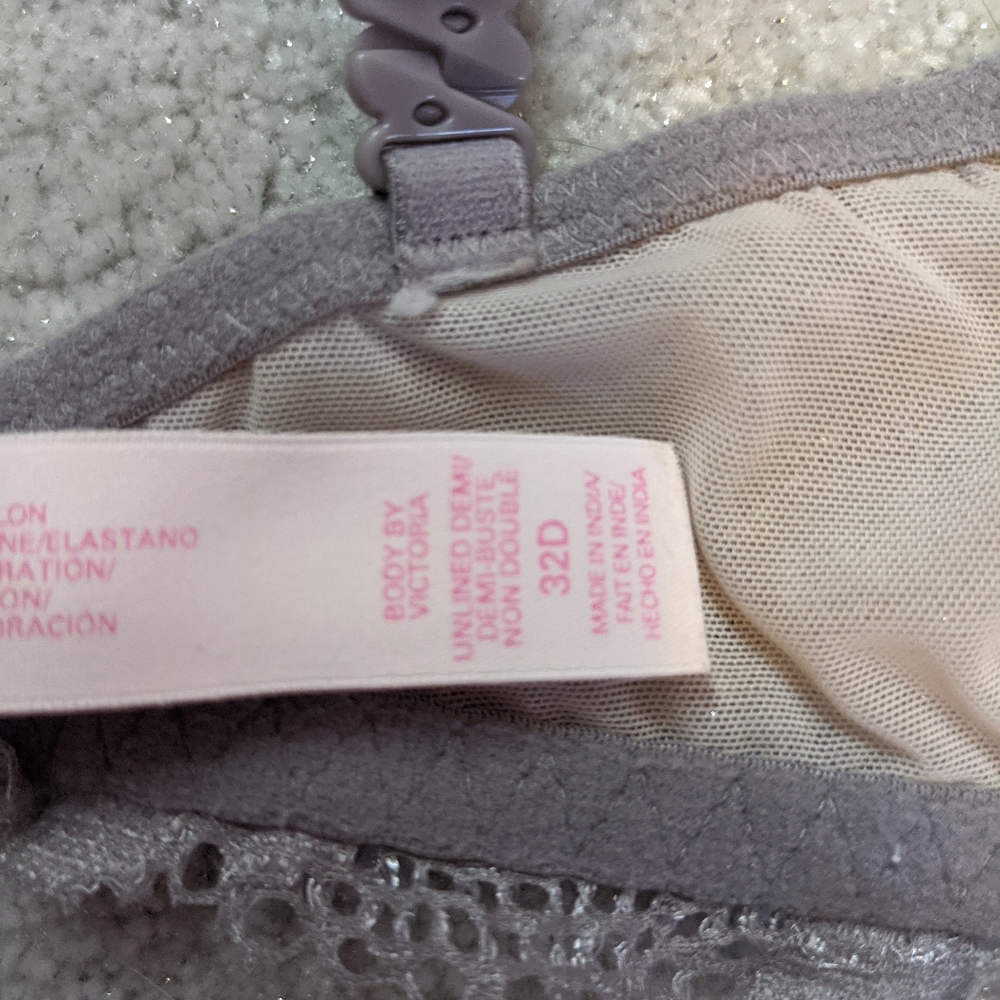 LON
NE/ELASTANO
RATION/
ON/
ORACIÓN
BODY BY
VICTORIA
UNLINED DEMI/
DEMI-BUSTE
NON DOUBLE
32D
MADE IN INDIA/
FAIT EN INDE/
HECHO EN INDIA